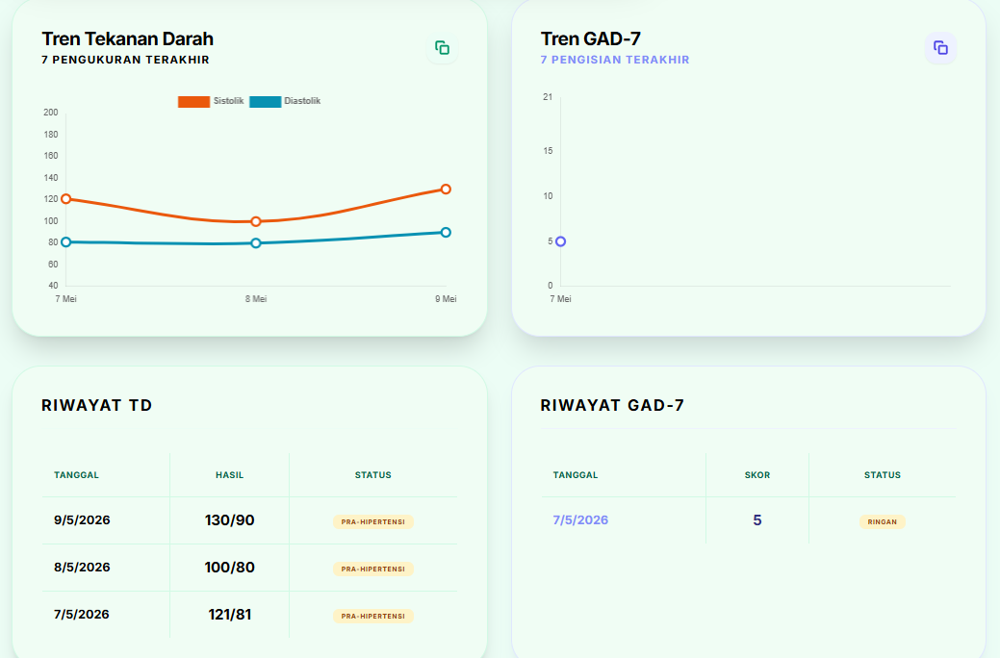 Tren Tekanan Darah
7 PENGUKURAN TERAKHIR
Sistolik Diastolik
200
180
160
140
120
100
80
60
40
7 Mei 8 Mei 9 Mei
Tren GAD-7
7 PENGISIAN TERAKHIR
21
15
10
5
0
7 Mei
RIWAYAT TD
TANGGAL HASIL STATUS
9/5/2026 130/90 PRA-HIPERTENSI
8/5/2026 100/80 PRA-HIPERTENSI
7/5/2026 121/81 PRA-HIPERTENSI
RIWAYAT GAD-7
TANGGAL SKOR STATUS
7/5/2026 5 RINGAN